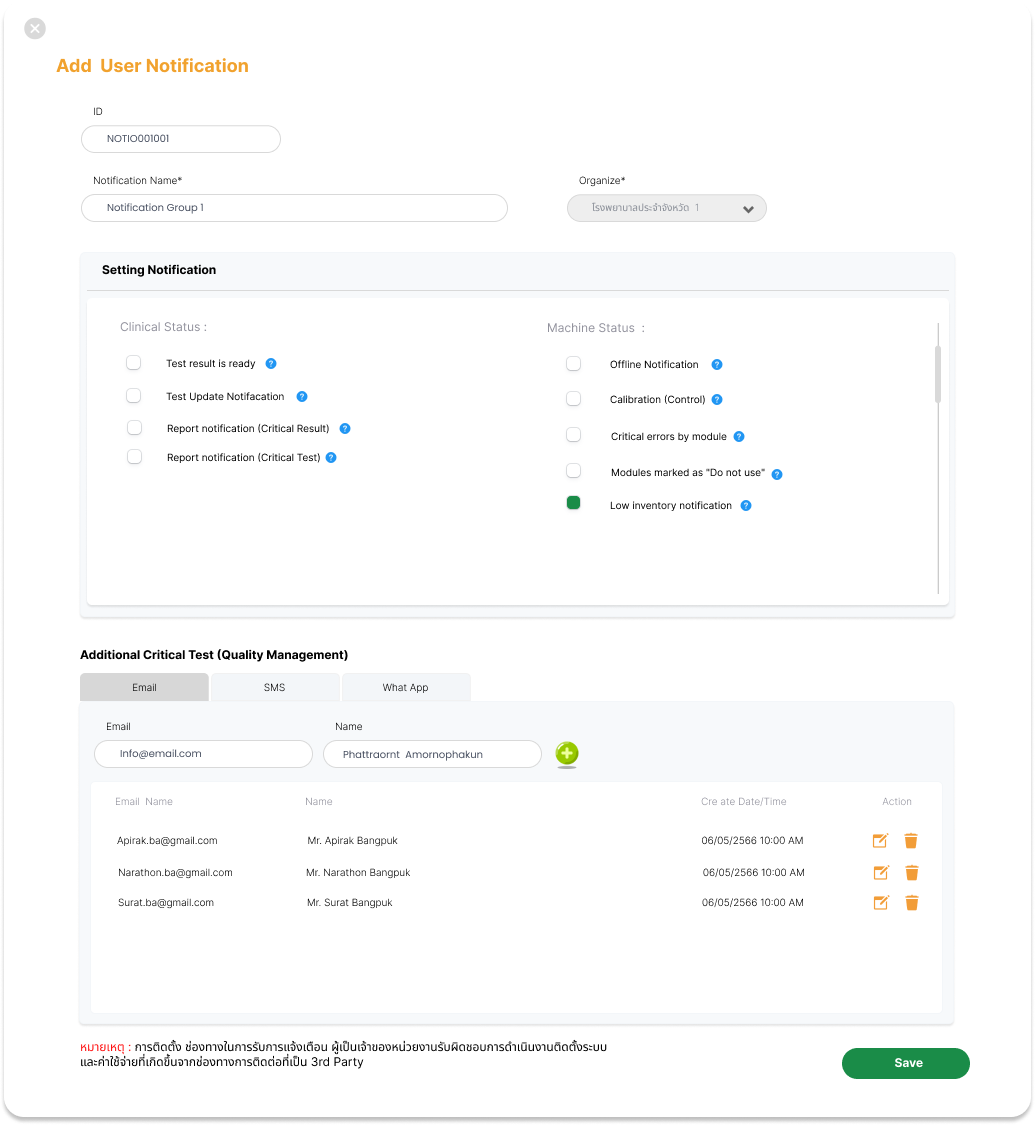 Add User Notification
ID
NOTIO001001
Notification Name*
Organize*
Notification Group 1
โรงพยาบาลประจำจังหวัด 1
Setting Notification
Clinical Status :
Machine Status :
Test result is ready ?
Offline Notification ?
Test Update Notifacation ?
Calibration (Control) ?
Report notification (Critical Result) ?
Critical errors by module ?
Report notification (Critical Test) ?
Modules marked as "Do not use" ?
Low inventory notification ?
Additional Critical Test (Quality Management)
Email
SMS
What App
Email
Name
Info@email.com
Phattraornt Amornophakun
Email Name
Name
Cre ate Date/Time
Action
Apirak.ba@gmail.com
Mr. Apirak Bangpuk
06/05/2566 10:00 AM
Narathon.ba@gmail.com
Mr. Narathon Bangpuk
06/05/2566 10:00 AM
Surat.ba@gmail.com
Mr. Surat Bangpuk
06/05/2566 10:00 AM
หมายเหตุ : การติดตั้ง ช่องทางในการรับการแจ้งเตือน ผู้เป็นเจ้าของหน่วยงานรับผิดชอบการดำเนินงานติดตั้งระบบ
และค่าใช้จ่ายที่เกิดขึ้นจากช่องทางการติดต่อที่เป็น 3rd Party
Save